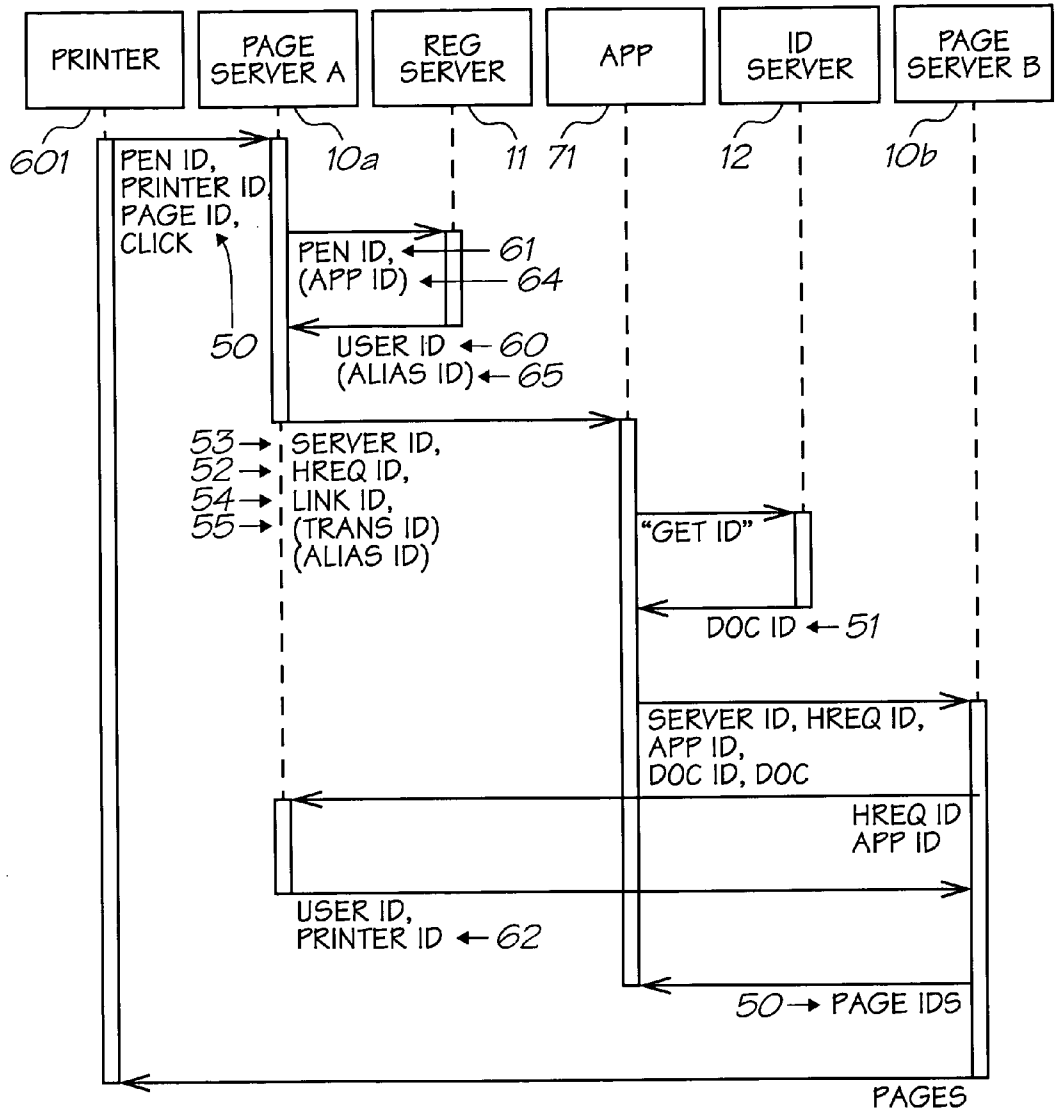 PRINTER
PAGE
SERVER A
REG
SERVER
APP
ID
SERVER
PAGE
SERVER B
601
10a
11
71
12
10b
PEN ID,
PRINTER ID,
PAGE ID,
CLICK
50
PEN ID, 61
(APP ID) 64
USER ID 60
(ALIAS ID) 65
53 SERVER ID,
52 HREQ ID,
54 LINK ID,
55 (TRANS ID)
(ALIAS ID)
“GET ID”
DOC ID 51
SERVER ID, HREQ ID,
APP ID,
DOC ID, DOC
HREQ ID
APP ID
USER ID,
PRINTER ID 62
50 PAGE IDS
PAGES